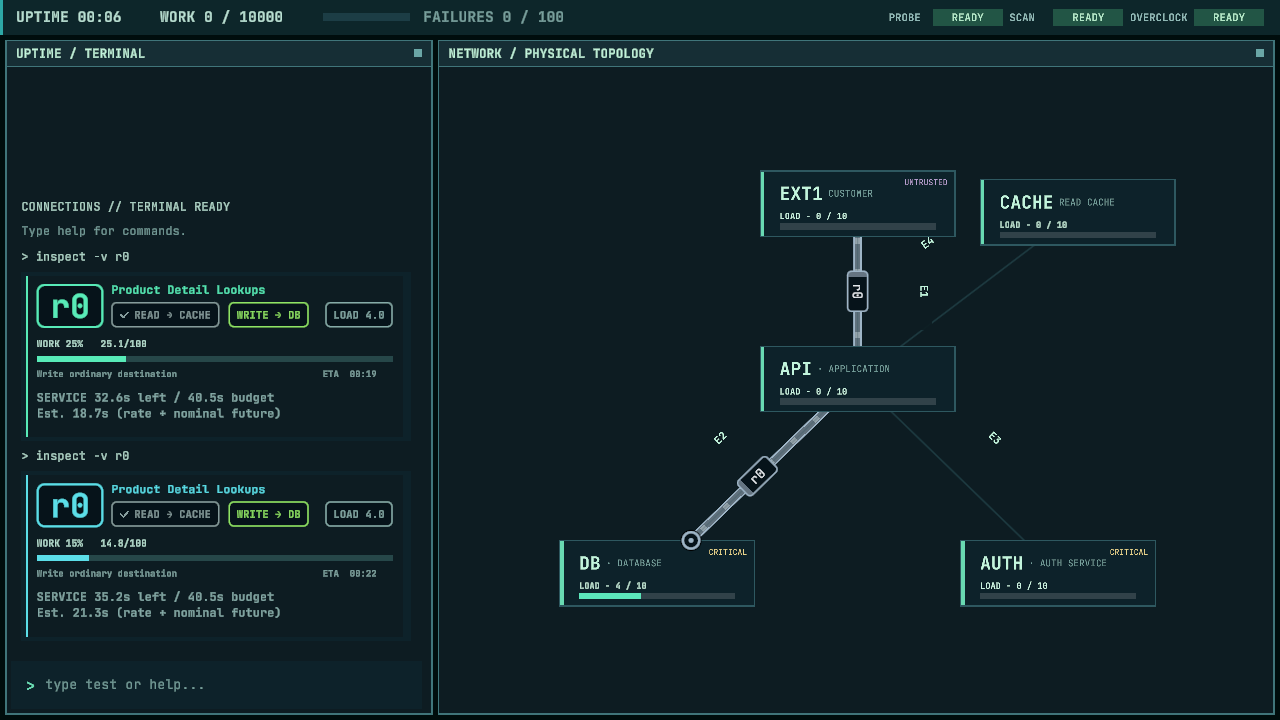 UPTIME 00:06 WORK 0 / 10000 FAILURES 0 / 100 PROBE READY SCAN READY OVERCLOCK READY
UPTIME / TERMINAL
CONNECTIONS // TERMINAL READY
Type help for commands.
> inspect -v r0
r0
Product Detail Lookups
✓ READ → CACHE WRITE → DB LOAD 4.0
WORK 25% 25.1/100
Write ordinary destination ETA 00:19
SERVICE 32.6s left / 40.5s budget
Est. 18.7s (rate + nominal future)
> inspect -v r0
r0
Product Detail Lookups
✓ READ → CACHE WRITE → DB LOAD 4.0
WORK 15% 14.8/100
Write ordinary destination ETA 00:22
SERVICE 35.2s left / 40.5s budget
Est. 21.3s (rate + nominal future)
> type test or help...
NETWORK / PHYSICAL TOPOLOGY
UNTRUSTED
EXT1 CUSTOMER
LOAD - 0 / 10
CACHE READ CACHE
LOAD - 0 / 10
E4
E1
r0
API · APPLICATION
LOAD - 0 / 10
E2
E3
r0
CRITICAL
DB · DATABASE
LOAD - 4 / 10
CRITICAL
AUTH · AUTH SERVICE
LOAD - 0 / 10